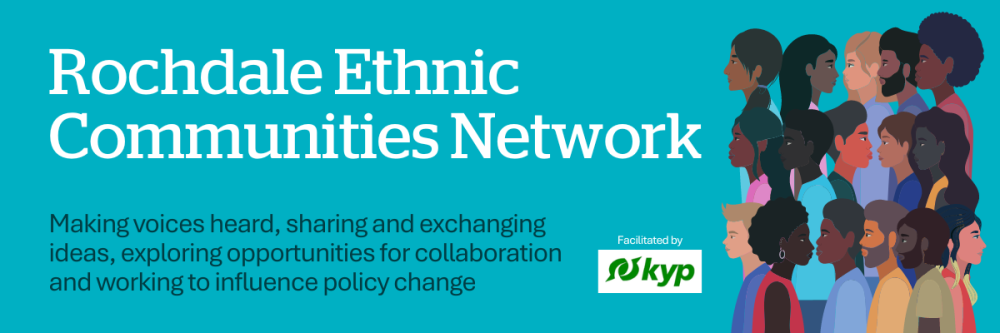 Rochdale Ethnic
Communities Network
Making voices heard, sharing and exchanging
ideas, exploring opportunities for collaboration
and working to influence policy change
Facilitated by
kyp